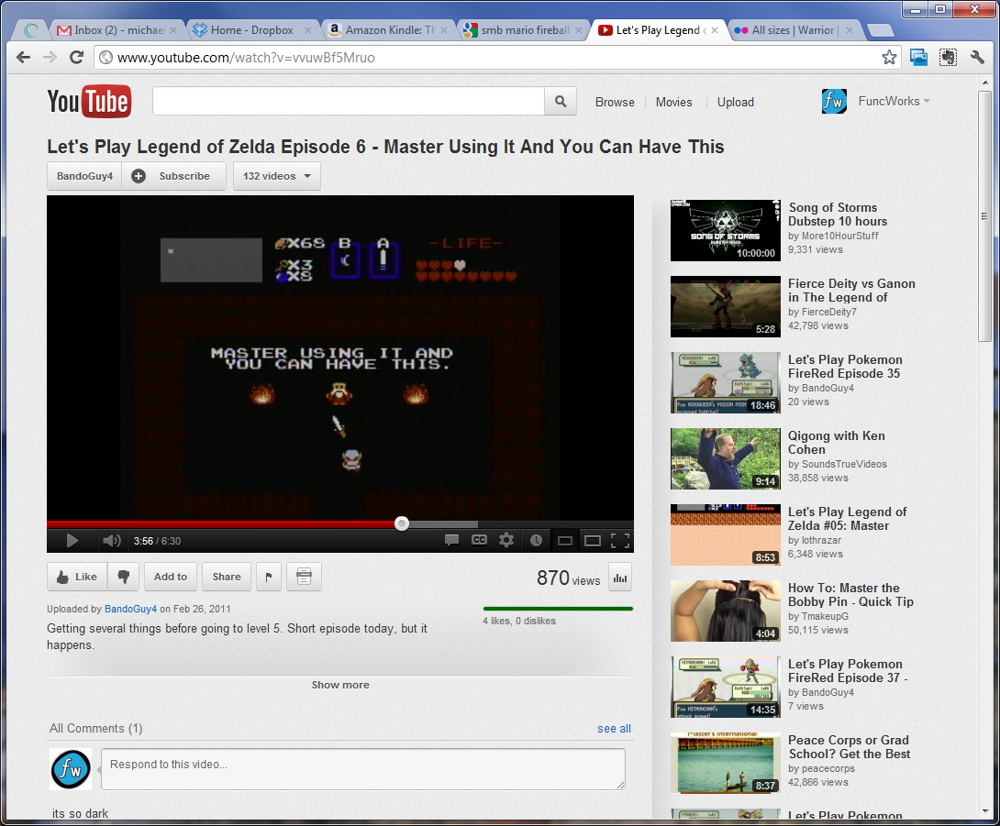 Inbox (2) - michael
Home - Dropbox
Amazon Kindle: Th
smb mario fireball
Let's Play Legend o
All sizes | Warrior |
www.youtube.com/watch?v=vvuwBf5Mruo
YouTube
Browse
Movies
Upload
fw
FuncWorks
Let's Play Legend of Zelda Episode 6 - Master Using It And You Can Have This
BandoGuy4
Subscribe
132 videos
X68 B A -LIFE-
X3
X8
MASTER USING IT AND
YOU CAN HAVE THIS.
3:56 / 6:30
CC
Like
Add to
Share
870 views
Uploaded by BandoGuy4 on Feb 26, 2011
Getting several things before going to level 5. Short episode today, but it
happens.
4 likes, 0 dislikes
Show more
All Comments (1)
see all
fw
Respond to this video...
its so dark
SONG OF STORMS
10:00:00
Song of Storms
Dubstep 10 hours
by More10HourStuff
9,331 views
5:28
Fierce Deity vs Ganon
in The Legend of
by FierceDeity7
42,798 views
18:46
Let's Play Pokemon
FireRed Episode 35
by BandoGuy4
20 views
9:14
Qigong with Ken
Cohen
by SoundsTrueVideos
38,858 views
8:53
Let's Play Legend of
Zelda #05: Master
by lothrazar
6,348 views
4:04
How To: Master the
Bobby Pin - Quick Tip
by TmakeupG
50,115 views
14:35
Let's Play Pokemon
FireRed Episode 37 -
by BandoGuy4
7 views
Master's International
8:37
Peace Corps or Grad
School? Get the Best
by peacecorps
42,866 views
Let's Play Pokemon